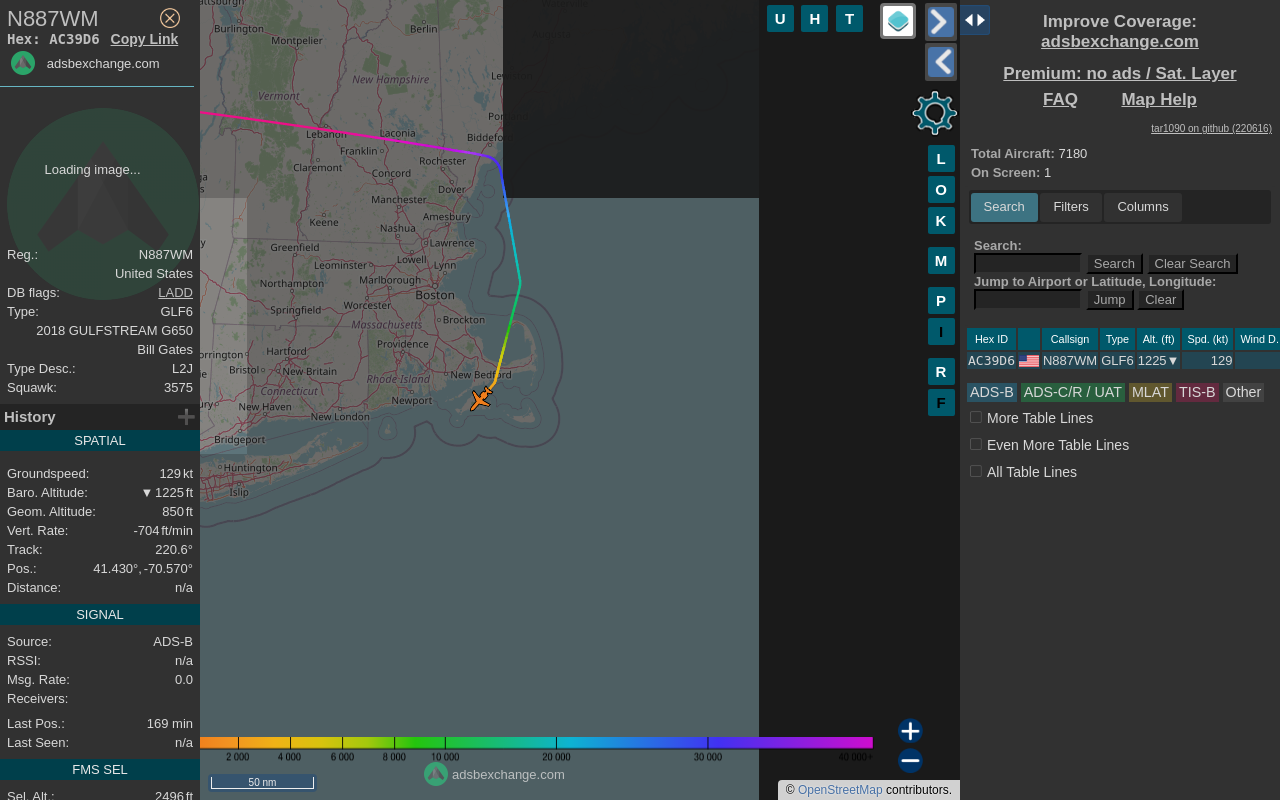 N887WM
Hex: AC39D6 Copy Link
adsbexchange.com
Loading image...
Reg.: N887WM
United States
DB flags: LADD
Type: GLF6
2018 GULFSTREAM G650
Bill Gates
Type Desc.: L2J
Squawk: 3575
History
SPATIAL
Groundspeed: 129 kt
Baro. Altitude: ▼ 1225 ft
Geom. Altitude: 850 ft
Vert. Rate: -704 ft/min
Track: 220.6°
Pos.: 41.430°, -70.570°
Distance: n/a
SIGNAL
Source: ADS-B
RSSI: n/a
Msg. Rate: 0.0
Receivers:
Last Pos.: 169 min
Last Seen: n/a
FMS SEL
Sel. Alt.: 2496 ft
Burlington
Berlin
Montpelier
New Hampshire
Vermont
Lebanon
Laconia
Franklin
Rochester
Claremont
Concord
Dover
Manchester
Amesbury
Keene
Nashua
Greenfield
Lawrence
Lowell
Leominster
Lynn
Northampton
Marlborough
Boston
Springfield
Worcester
Massachusetts
Brockton
Providence
Hartford
Bristol
New Britain
Rhode Island
New Bedford
Connecticut
Newport
New Haven
New London
Bridgeport
Huntington
Islip
U H T
L
O
K
M
P
I
R
F
2 000 4 000 6 000 8 000 10 000 20 000 30 000 40 000+
50 nm
adsbexchange.com
© OpenStreetMap contributors.
Improve Coverage:
adsbexchange.com
Premium: no ads / Sat. Layer
FAQ Map Help
tar1090 on github (220616)
Total Aircraft: 7180
On Screen: 1
Search Filters Columns
Search:
Search Clear Search
Jump to Airport or Latitude, Longitude:
Jump Clear
Hex ID Callsign Type Alt. (ft) Spd. (kt) Wind D.
AC39D6 N887WM GLF6 1225▼ 129
ADS-B ADS-C/R / UAT MLAT TIS-B Other
More Table Lines
Even More Table Lines
All Table Lines